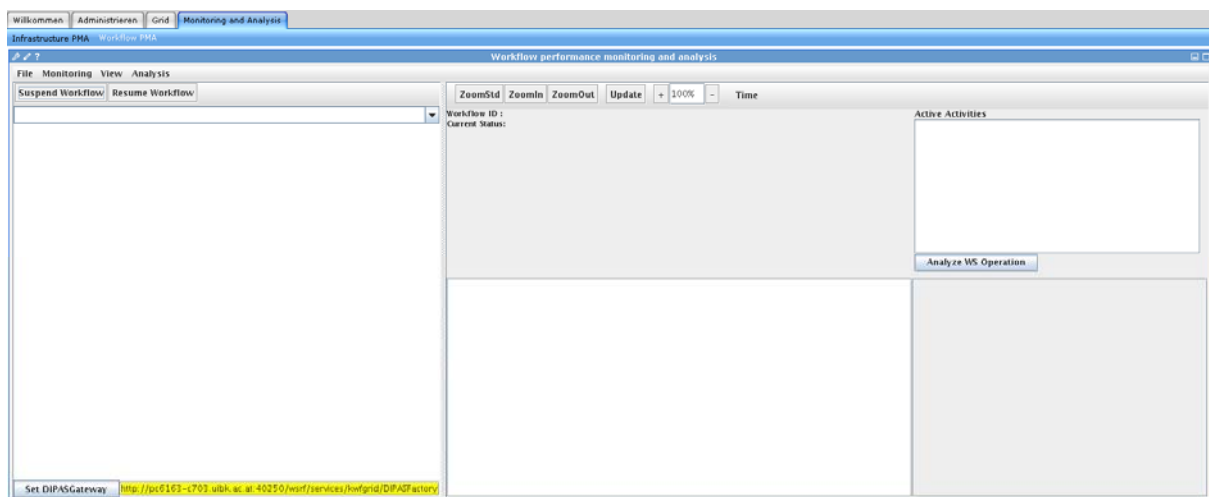 Willkommen Administrieren Grid Monitoring and Analysis
Infrastructure PMA Workflow PMA
? Workflow performance monitoring and analysis
File Monitoring View Analysis
Suspend Workflow Resume Workflow
ZoomStd ZoomIn ZoomOut Update + 100% - Time
Workflow ID :
Current Status:
Active Activities
Analyze WS Operation
Set DIPASGateway http://pc6163-c703.uibk.ac.at:40250/wsrf/services/kwfgrid/DIPASFactory